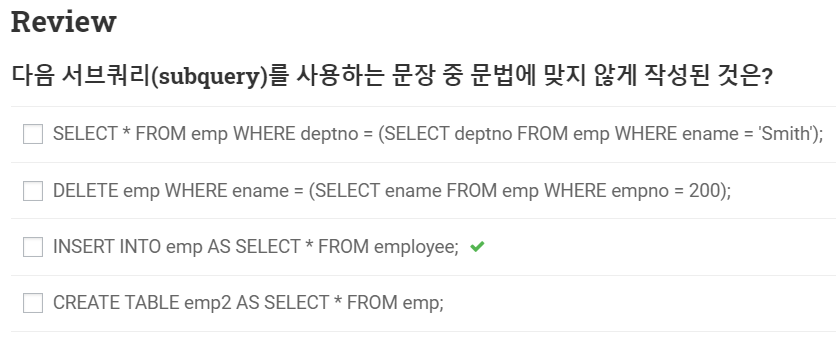 Review
다음 서브쿼리(subquery)를 사용하는 문장 중 문법에 맞지 않게 작성된 것은?
SELECT * FROM emp WHERE deptno = (SELECT deptno FROM emp WHERE ename = 'Smith');
DELETE emp WHERE ename = (SELECT ename FROM emp WHERE empno = 200);
INSERT INTO emp AS SELECT * FROM employee;
CREATE TABLE emp2 AS SELECT * FROM emp;